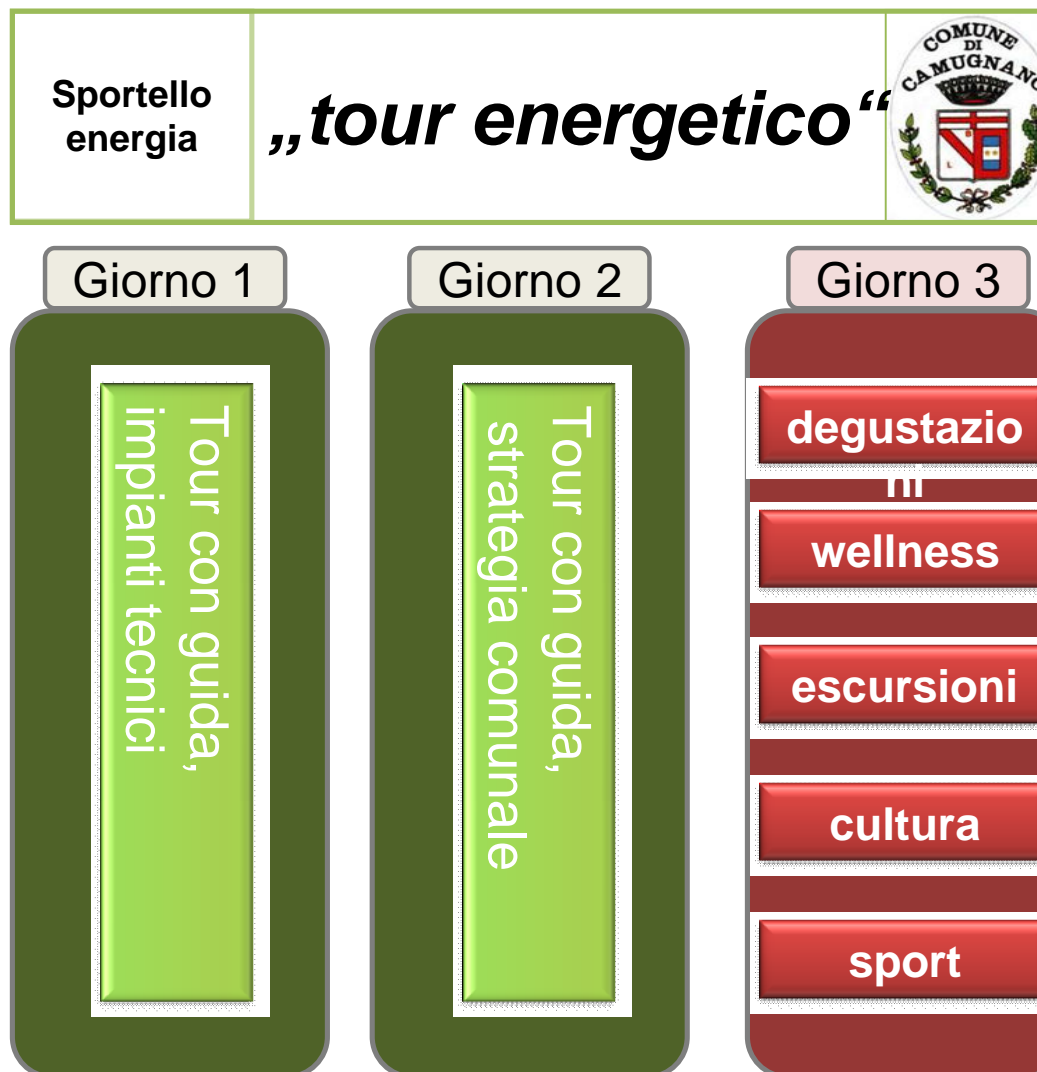 Sportello
energia
„tour energetico“
COMUNE
DI
CAMUGNANO
L
Giorno 1
Giorno 2
Giorno 3
Tour con guida,
impianti tecnici
Tour con guida,
strategia comunale
degustazio
ni
wellness
escursioni
cultura
sport